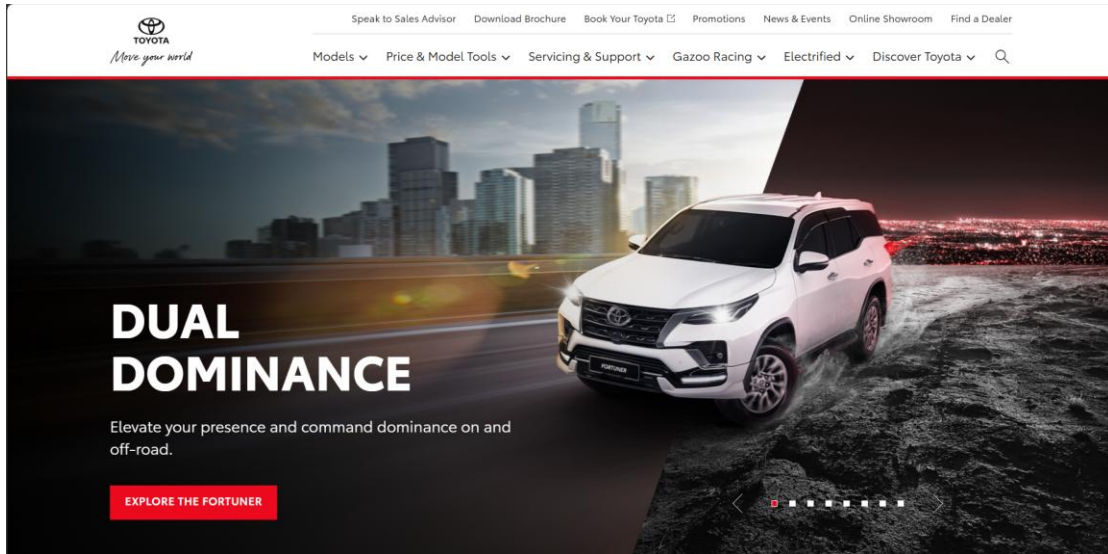 Speak to Sales Advisor Download Brochure Book Your Toyota Promotions News & Events Online Showroom Find a Dealer
TOYOTA
Move your world
Models Price & Model Tools Servicing & Support Gazoo Racing Electrified Discover Toyota
DUAL
DOMINANCE
Elevate your presence and command dominance on and
off-road.
FORTUNER
EXPLORE THE FORTUNER